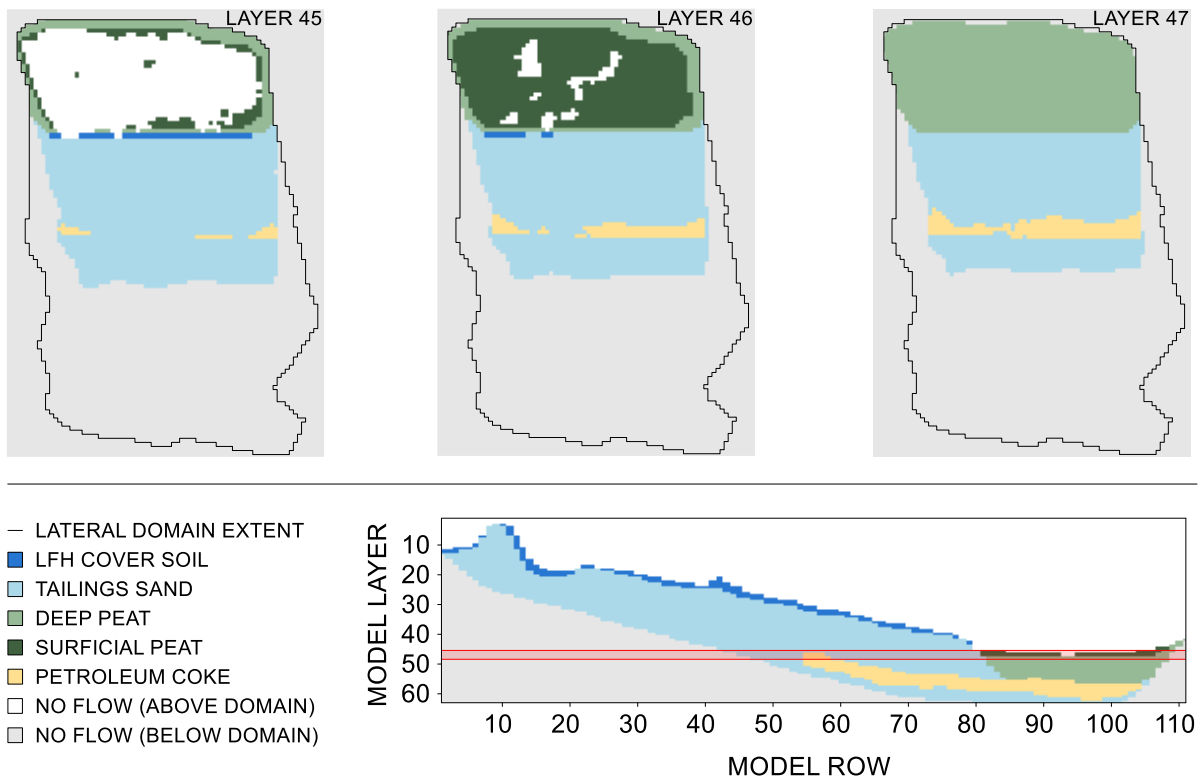 LAYER 45
LAYER 46
LAYER 47
LATERAL DOMAIN EXTENT
LFH COVER SOIL
TAILINGS SAND
DEEP PEAT
SURFICIAL PEAT
PETROLEUM COKE
NO FLOW (ABOVE DOMAIN)
NO FLOW (BELOW DOMAIN)
MODEL LAYER
10
20
30
40
50
60
10 20 30 40 50 60 70 80 90 100 110
MODEL ROW